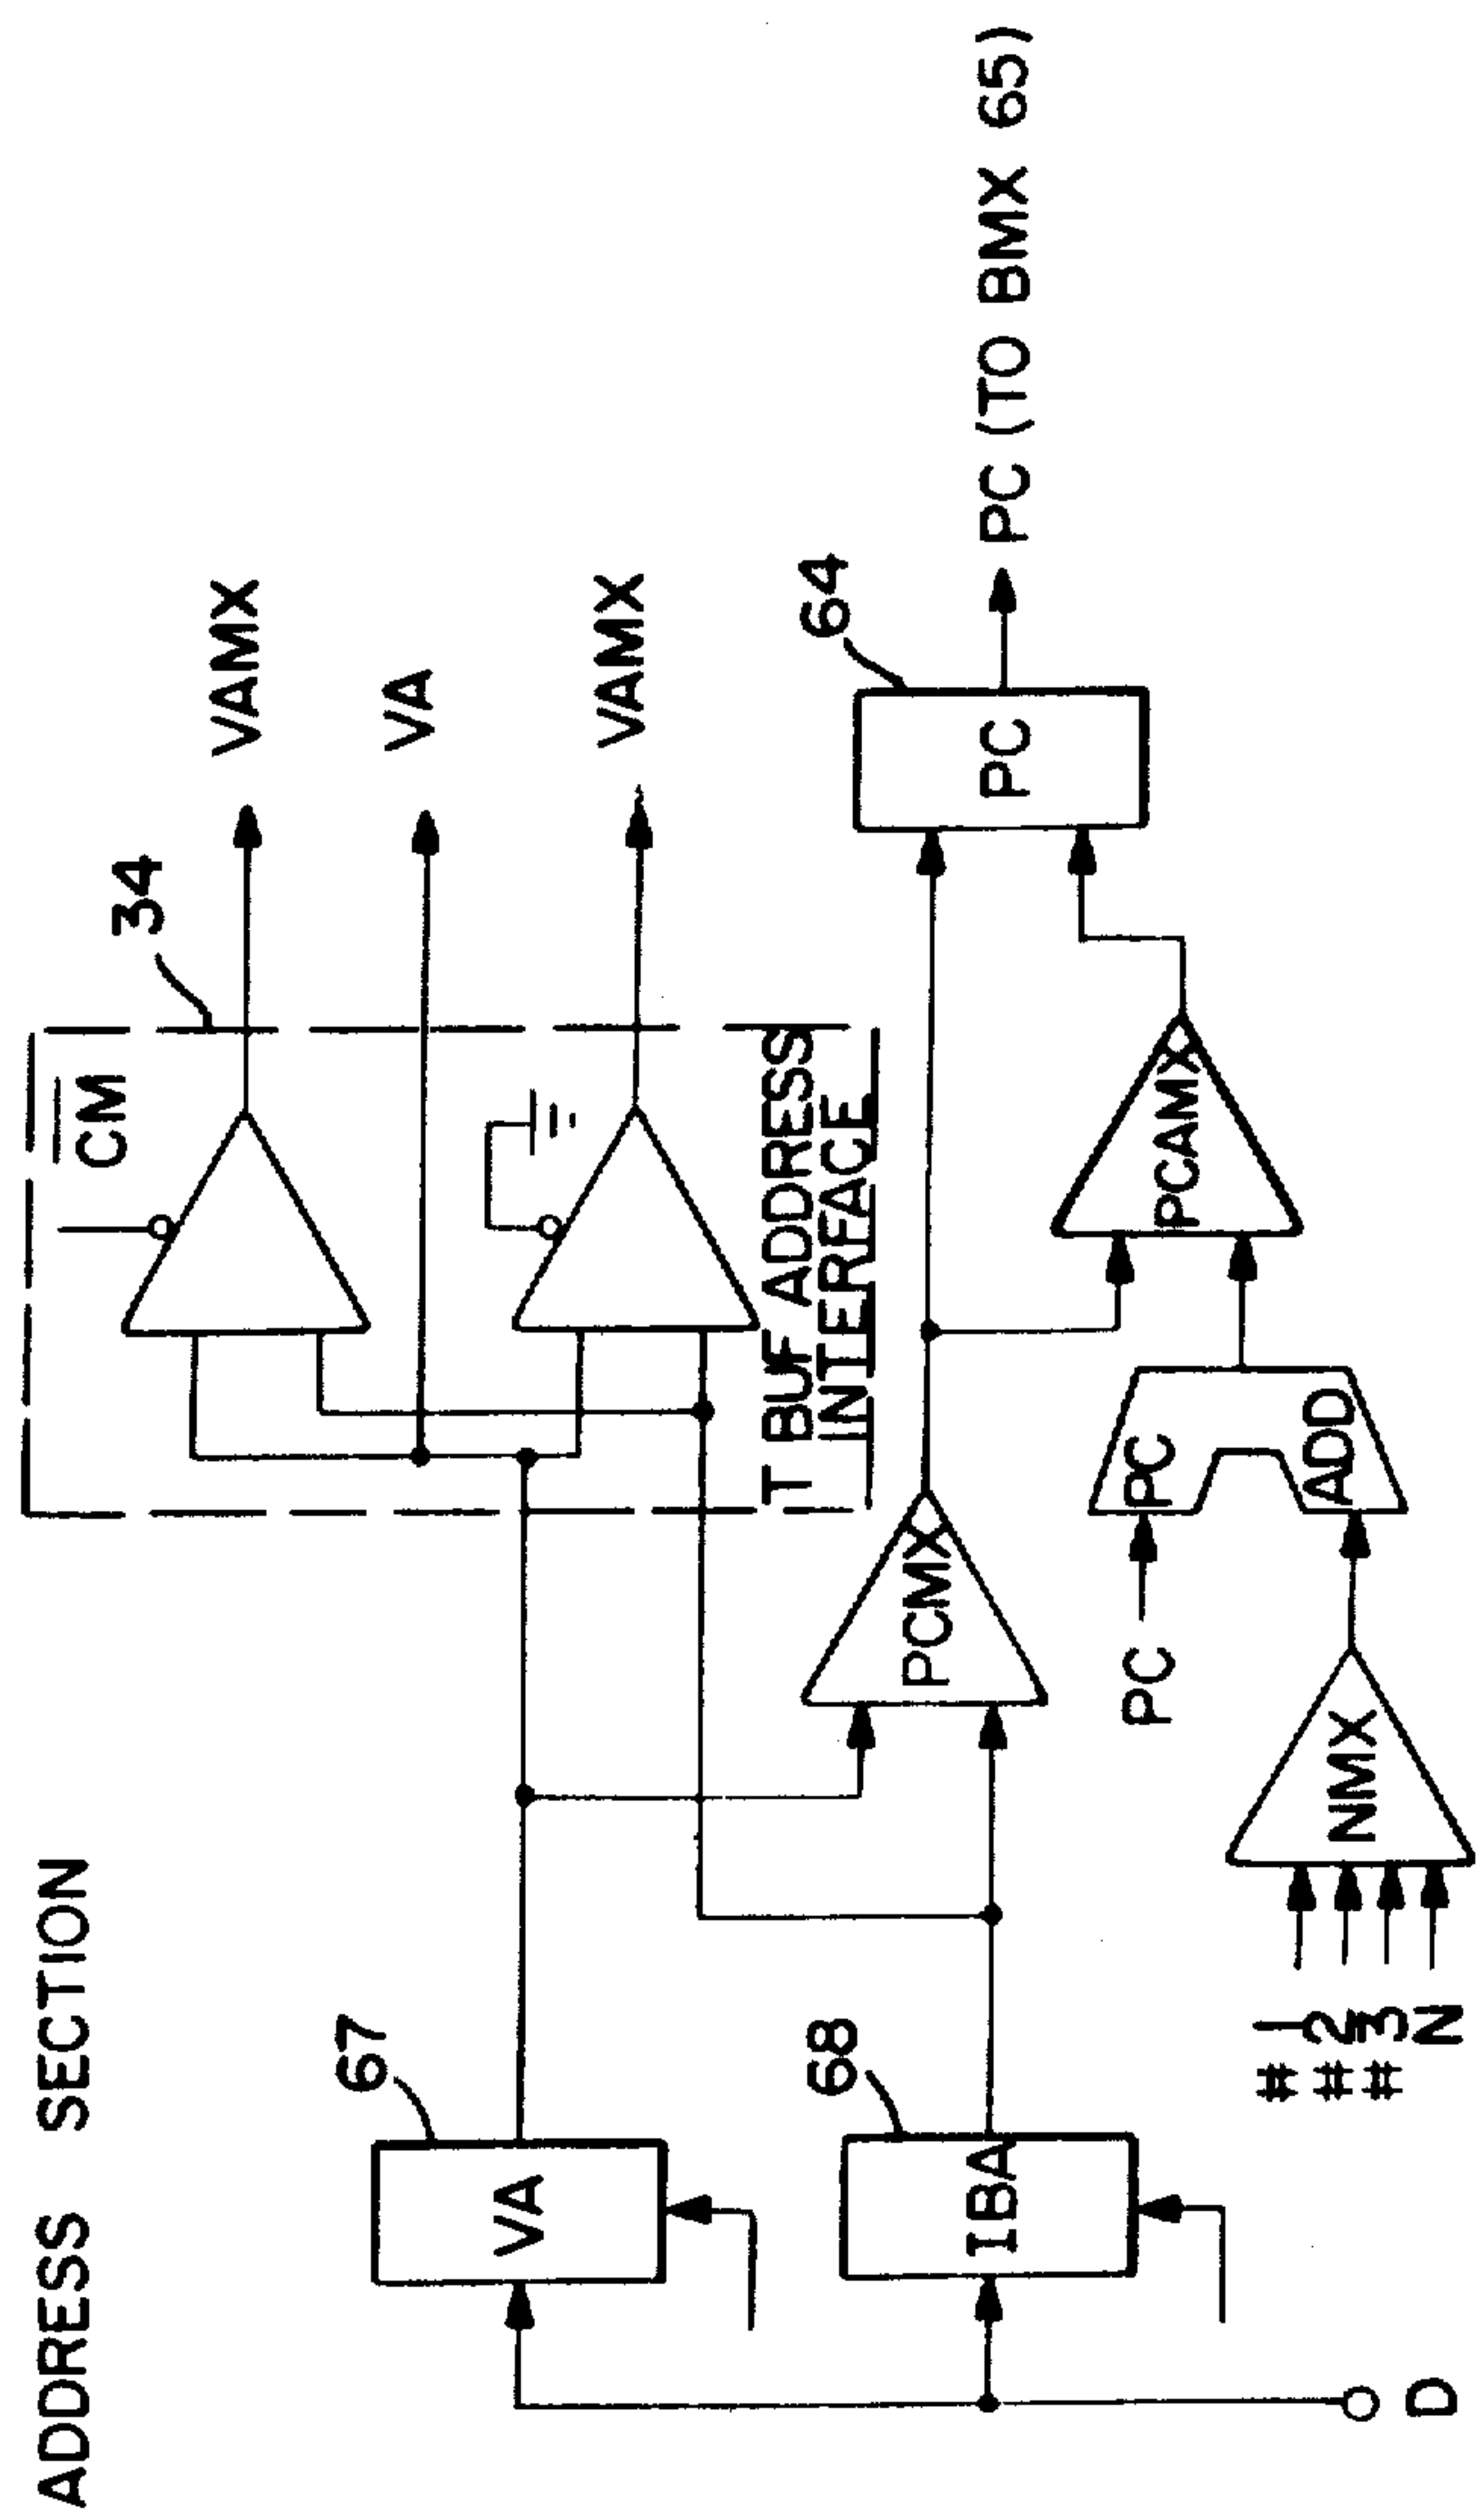 ADDRESS SECTION
CM
34
VAMX
VA
VAMX
T BUF ADDRESS
INTERFACE
67
VA
68
IBA
PCMX
64
PC
PC (TO BMX 65)
PCAMX
PC
PC
ADD
NMX
#1
#2
#3
N
D